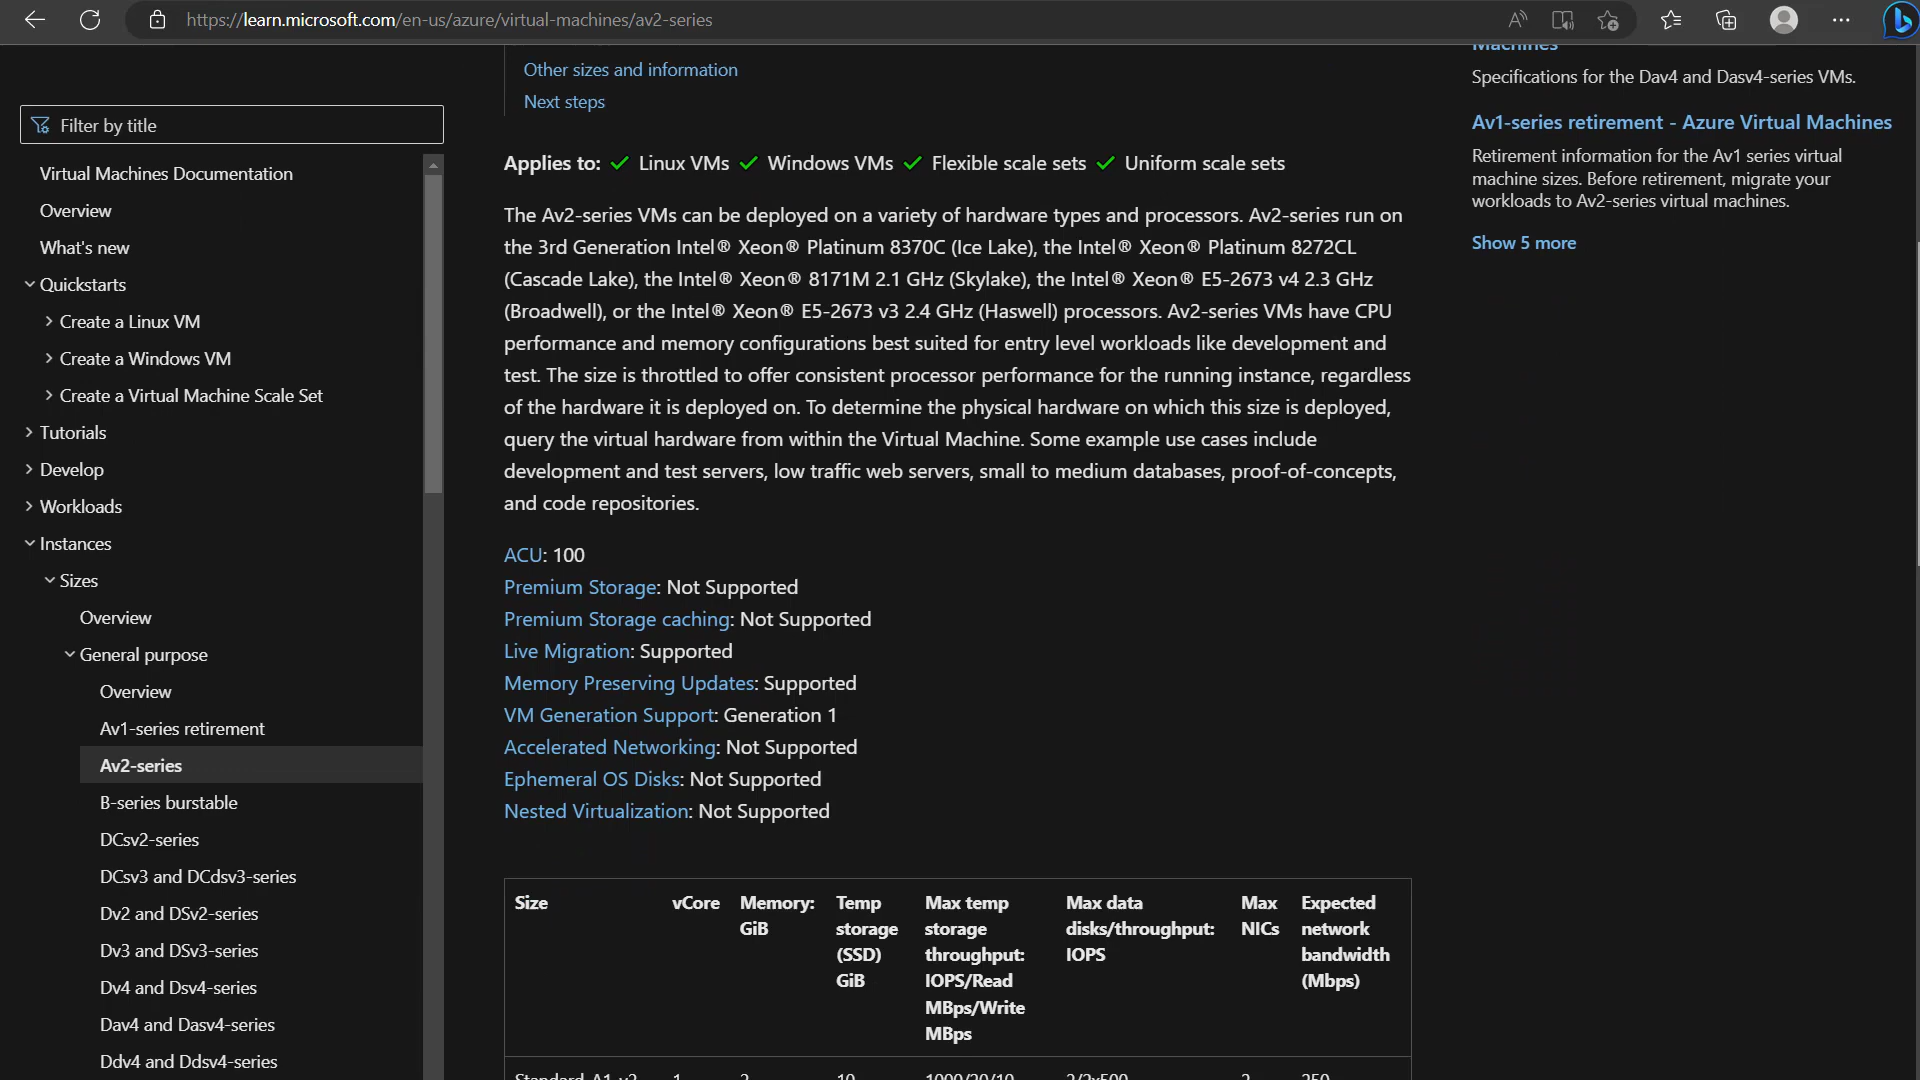 https://learn.microsoft.com/en-us/azure/virtual-machines/av2-series
Filter by title
Virtual Machines Documentation
Overview
What's new
Quickstarts
Create a Linux VM
Create a Windows VM
Create a Virtual Machine Scale Set
Tutorials
Develop
Workloads
Instances
Sizes
Overview
General purpose
Overview
Av1-series retirement
Av2-series
B-series burstable
DCsv2-series
DCsv3 and DCdsv3-series
Dv2 and DSv2-series
Dv3 and DSv3-series
Dv4 and Dsv4-series
Dav4 and Dasv4-series
Ddv4 and Ddsv4-series
Other sizes and information
Next steps
Applies to: ✓ Linux VMs ✓ Windows VMs ✓ Flexible scale sets ✓ Uniform scale sets
The Av2-series VMs can be deployed on a variety of hardware types and processors. Av2-series run on
the 3rd Generation Intel® Xeon® Platinum 8370C (Ice Lake), the Intel® Xeon® Platinum 8272CL
(Cascade Lake), the Intel® Xeon® 8171M 2.1 GHz (Skylake), the Intel® Xeon® E5-2673 v4 2.3 GHz
(Broadwell), or the Intel® Xeon® E5-2673 v3 2.4 GHz (Haswell) processors. Av2-series VMs have CPU
performance and memory configurations best suited for entry level workloads like development and
test. The size is throttled to offer consistent processor performance for the running instance, regardless
of the hardware it is deployed on. To determine the physical hardware on which this size is deployed,
query the virtual hardware from within the Virtual Machine. Some example use cases include
development and test servers, low traffic web servers, small to medium databases, proof-of-concepts,
and code repositories.
ACU: 100
Premium Storage: Not Supported
Premium Storage caching: Not Supported
Live Migration: Supported
Memory Preserving Updates: Supported
VM Generation Support: Generation 1
Accelerated Networking: Not Supported
Ephemeral OS Disks: Not Supported
Nested Virtualization: Not Supported
Size vCore Memory: Temp Max temp Max data Max Expected
GiB storage storage disks/throughput: NICs network
(SSD) throughput: IOPS bandwidth
GiB IOPS/Read (Mbps)
MBps/Write
MBps
Standard_A1_v2 1 2 10 1000/20/10 2/2x500 2 250
Machines
Specifications for the Dav4 and Dasv4-series VMs.
Av1-series retirement - Azure Virtual Machines
Retirement information for the Av1 series virtual
machine sizes. Before retirement, migrate your
workloads to Av2-series virtual machines.
Show 5 more